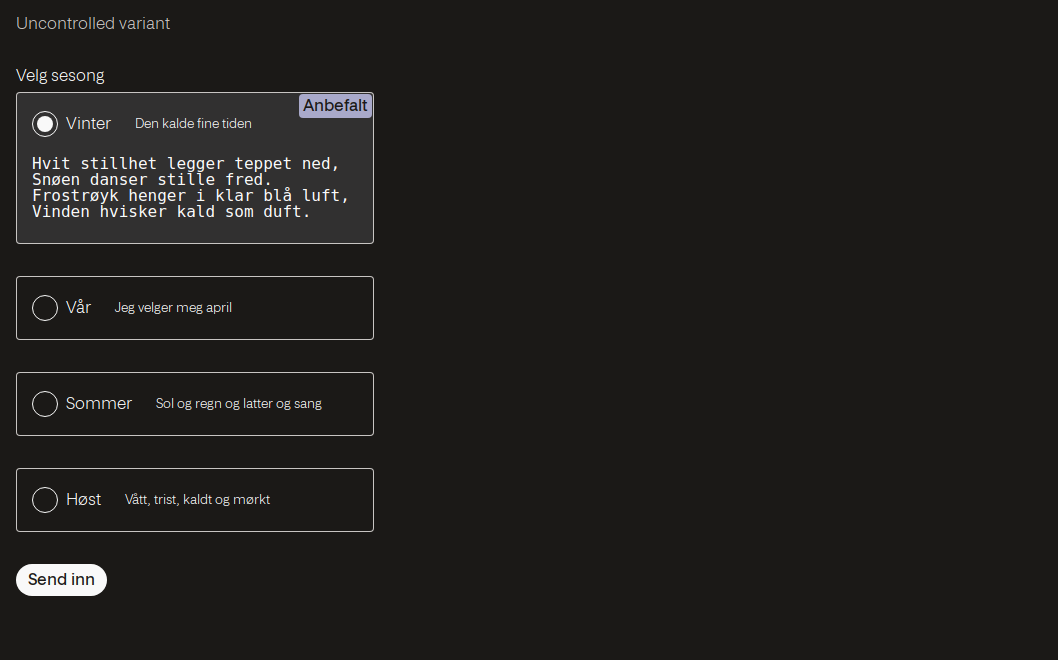 Uncontrolled variant
Velg sesong
Anbefalt
Vinter Den kalde fine tiden
Hvit stillhet legger teppet ned,
Snøen danser stille fred.
Frostrøyk henger i klar blå luft,
Vinden hvisker kald som duft.
Vår Jeg velger meg april
Sommer Sol og regn og latter og sang
Høst Vått, trist, kaldt og mørkt
Send inn